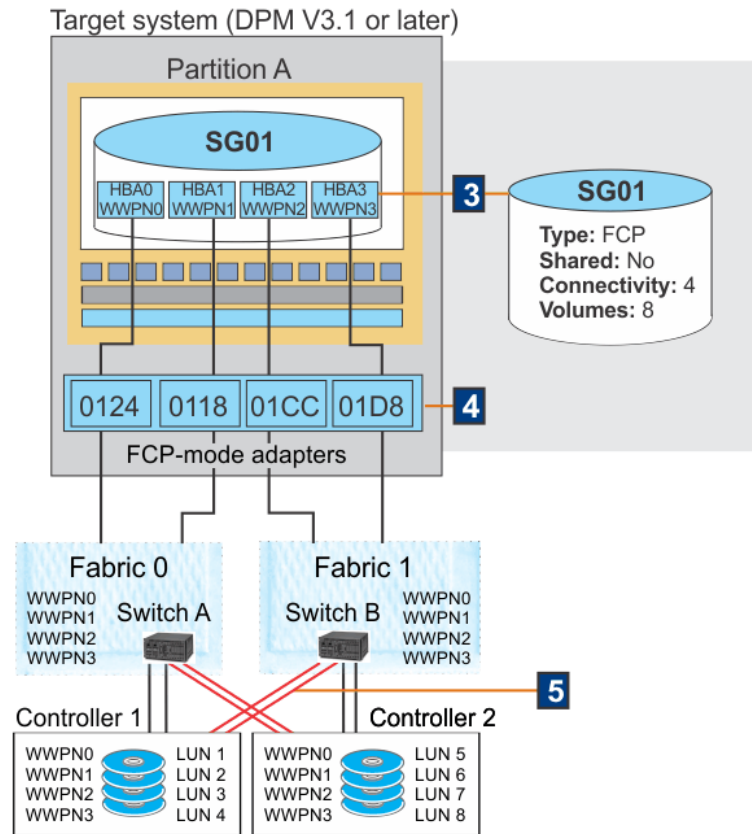 Target system (DPM V3.1 or later)
Partition A
SG01
HBA0 HBA1 HBA2 HBA3
WWPN0 WWPN1 WWPN2 WWPN3
3
SG01
Type: FCP
Shared: No
Connectivity: 4
Volumes: 8
0124 0118 01CC 01D8
4
FCP-mode adapters
Fabric 0
WWPN0
WWPN1
WWPN2
WWPN3
Switch A
Fabric 1
Switch B
WWPN0
WWPN1
WWPN2
WWPN3
5
Controller 1
WWPN0 LUN 1
WWPN1 LUN 2
WWPN2 LUN 3
WWPN3 LUN 4
Controller 2
WWPN0 LUN 5
WWPN1 LUN 6
WWPN2 LUN 7
WWPN3 LUN 8